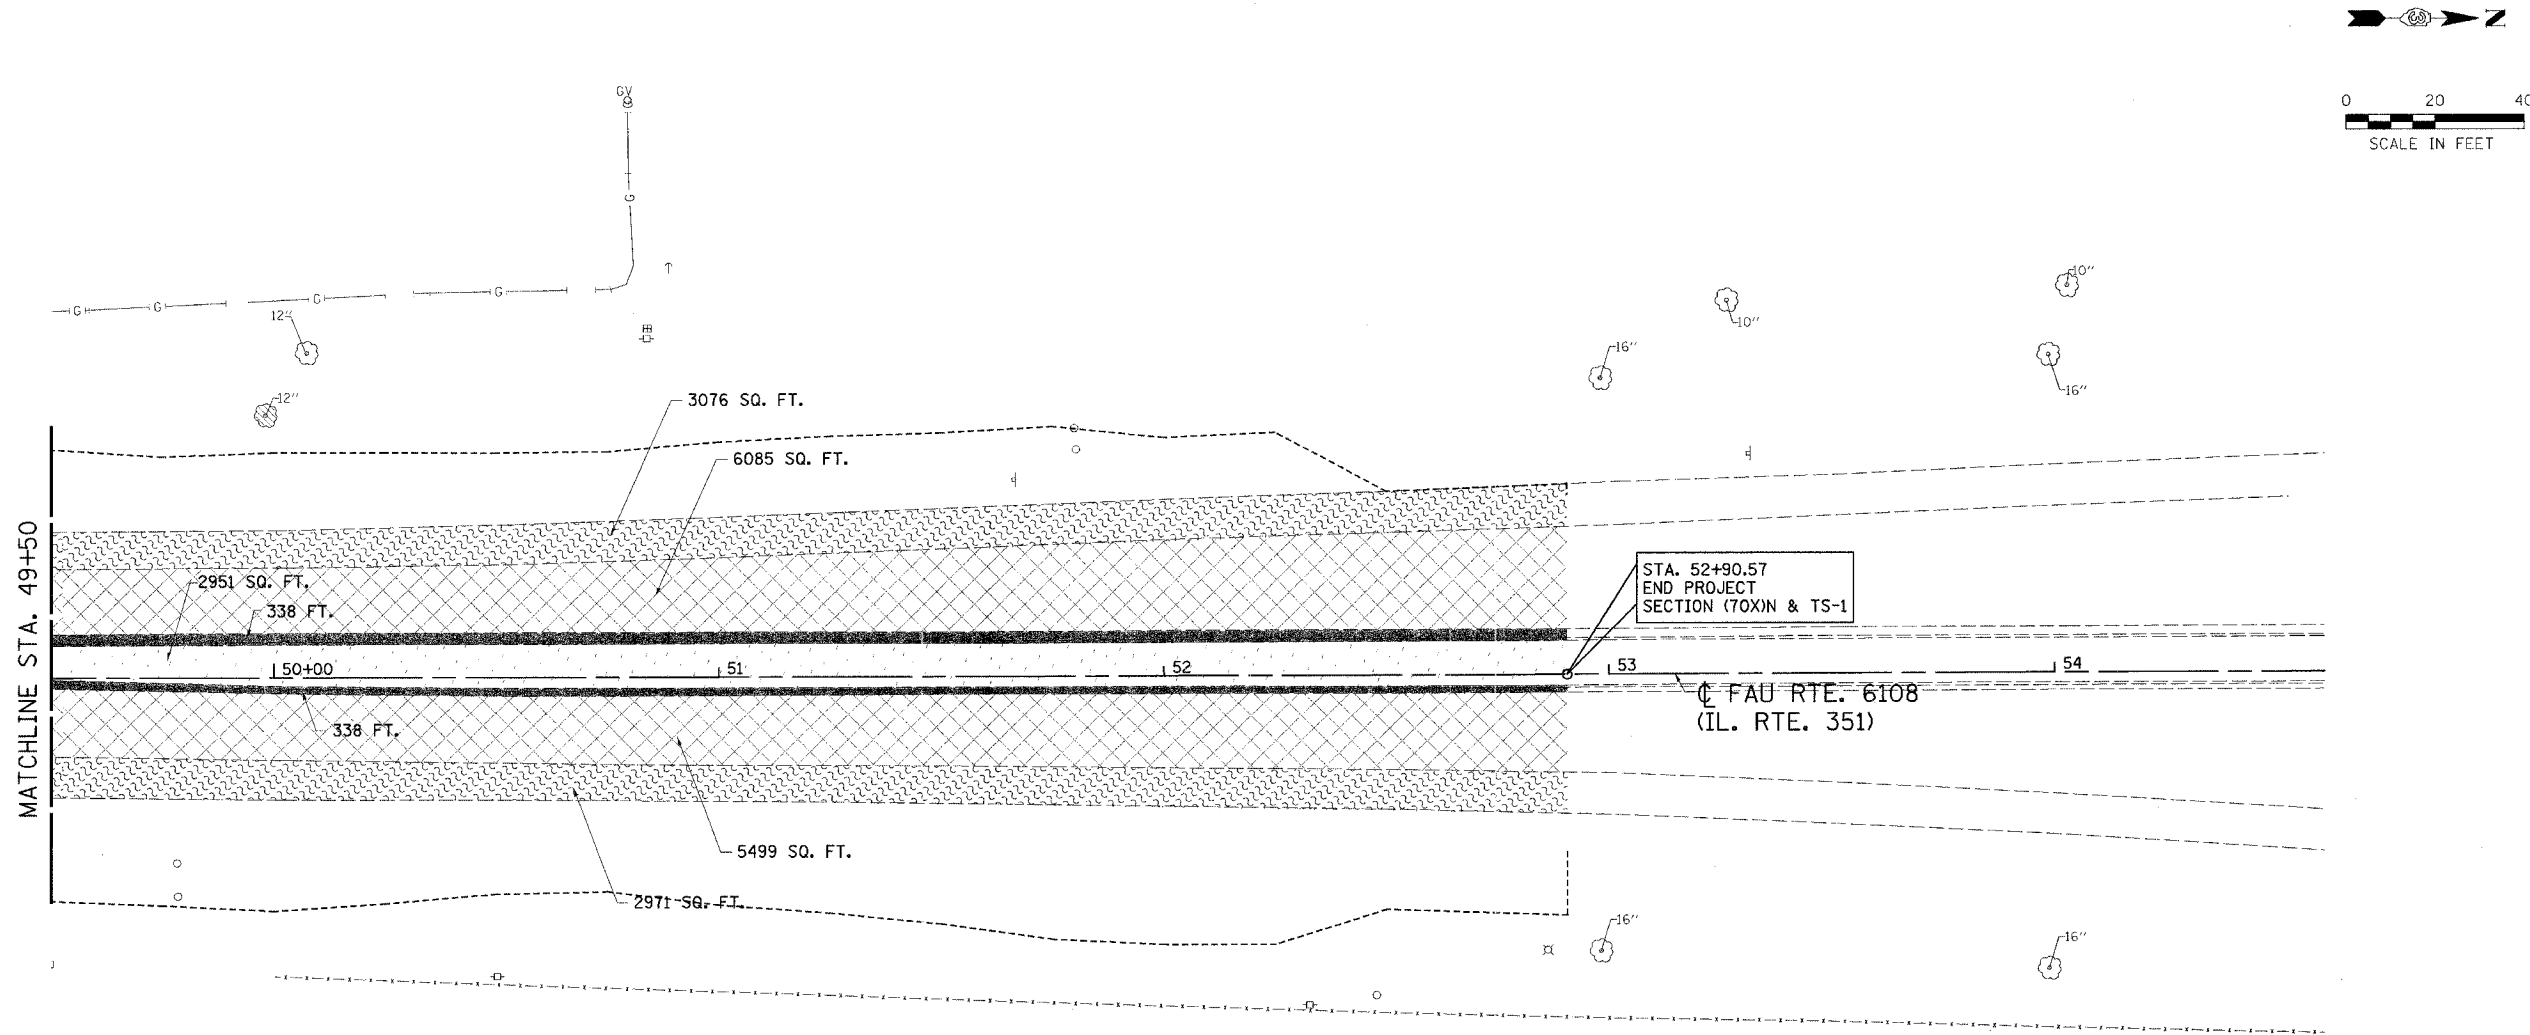 N
0 20
SCALE IN FEET
GV
G
G G G G
12"
12"
10"
10"
16"
16"
3076 SQ. FT.
6085 SQ. FT.
MATCHLINE STA. 49+50
2951 SQ. FT.
338 FT.
STA. 52+90.57
END PROJECT
SECTION (70X)N & TS-1
50+00 51 52 53 54
℄ FAU RTE. 6108
(IL. RTE. 351)
338 FT.
5499 SQ. FT.
2971 SQ. FT.
16"
16"